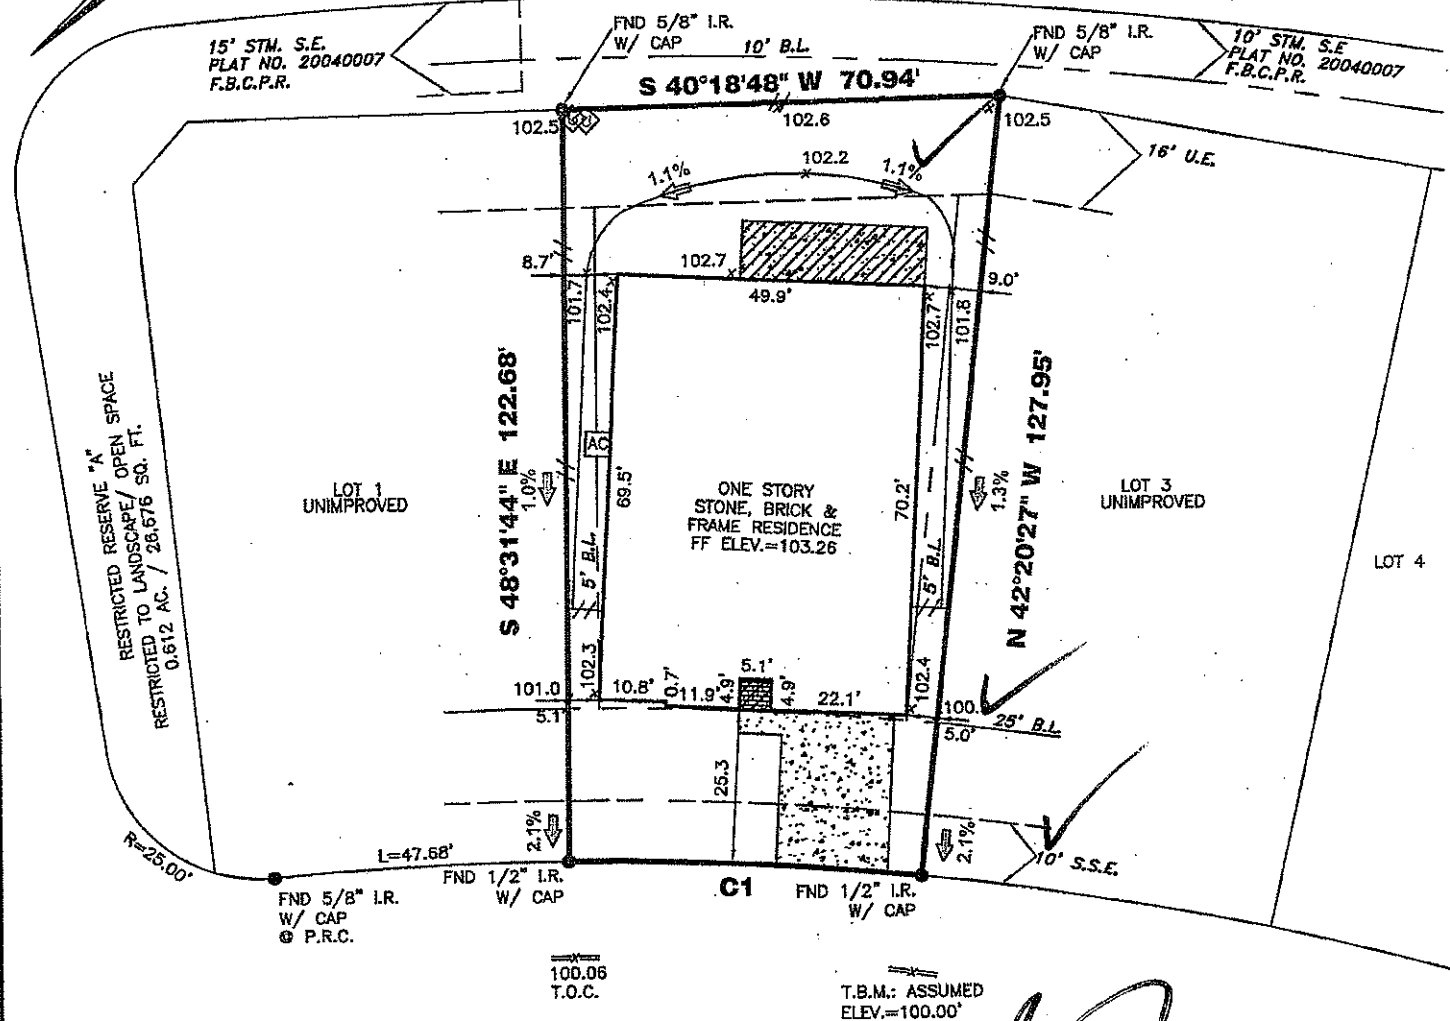 15' STM. S.E.
PLAT NO. 20040007
F.B.C.P.R.
FND 5/8" I.R.
W/ CAP
10' B.L.
FND 5/8" I.R.
W/ CAP
10' STM. S.E
PLAT NO. 20040007
F.B.C.P.R.
S 40°18'48" W 70.94'
102.5
102.6
102.5
16' U.E.
1.1%
102.2
1.1%
8.7'
102.7
49.9'
9.0'
101.7
102.4
102.7
101.8
RESTRICTED RESERVE "A"
RESTRICTED TO LANDSCAPE/ OPEN SPACE
0.612 AC. / 26,676 SQ. FT.
LOT 1
UNIMPROVED
S 48°31'44" E 122.68'
1.0%
AC
69.5'
5' B.L.
ONE STORY
STONE, BRICK &
FRAME RESIDENCE
FF ELEV.=103.26
70.2'
5' B.L.
1.3%
N 42°20'27" W 127.95'
LOT 3
UNIMPROVED
LOT 4
101.0
5.1'
102.3
10.8'
0.7'
11.9'
4.9'
5.1'
4.9'
22.1'
102.4
100.
5.0'
25' B.L.
25.3
2.1%
2.1%
10' S.S.E.
R=25.00'
L=47.68'
FND 5/8" I.R.
W/ CAP
@ P.R.C.
FND 1/2" I.R.
W/ CAP
C1
FND 1/2" I.R.
W/ CAP
100.06
T.O.C.
T.B.M.: ASSUMED
ELEV.=100.00'